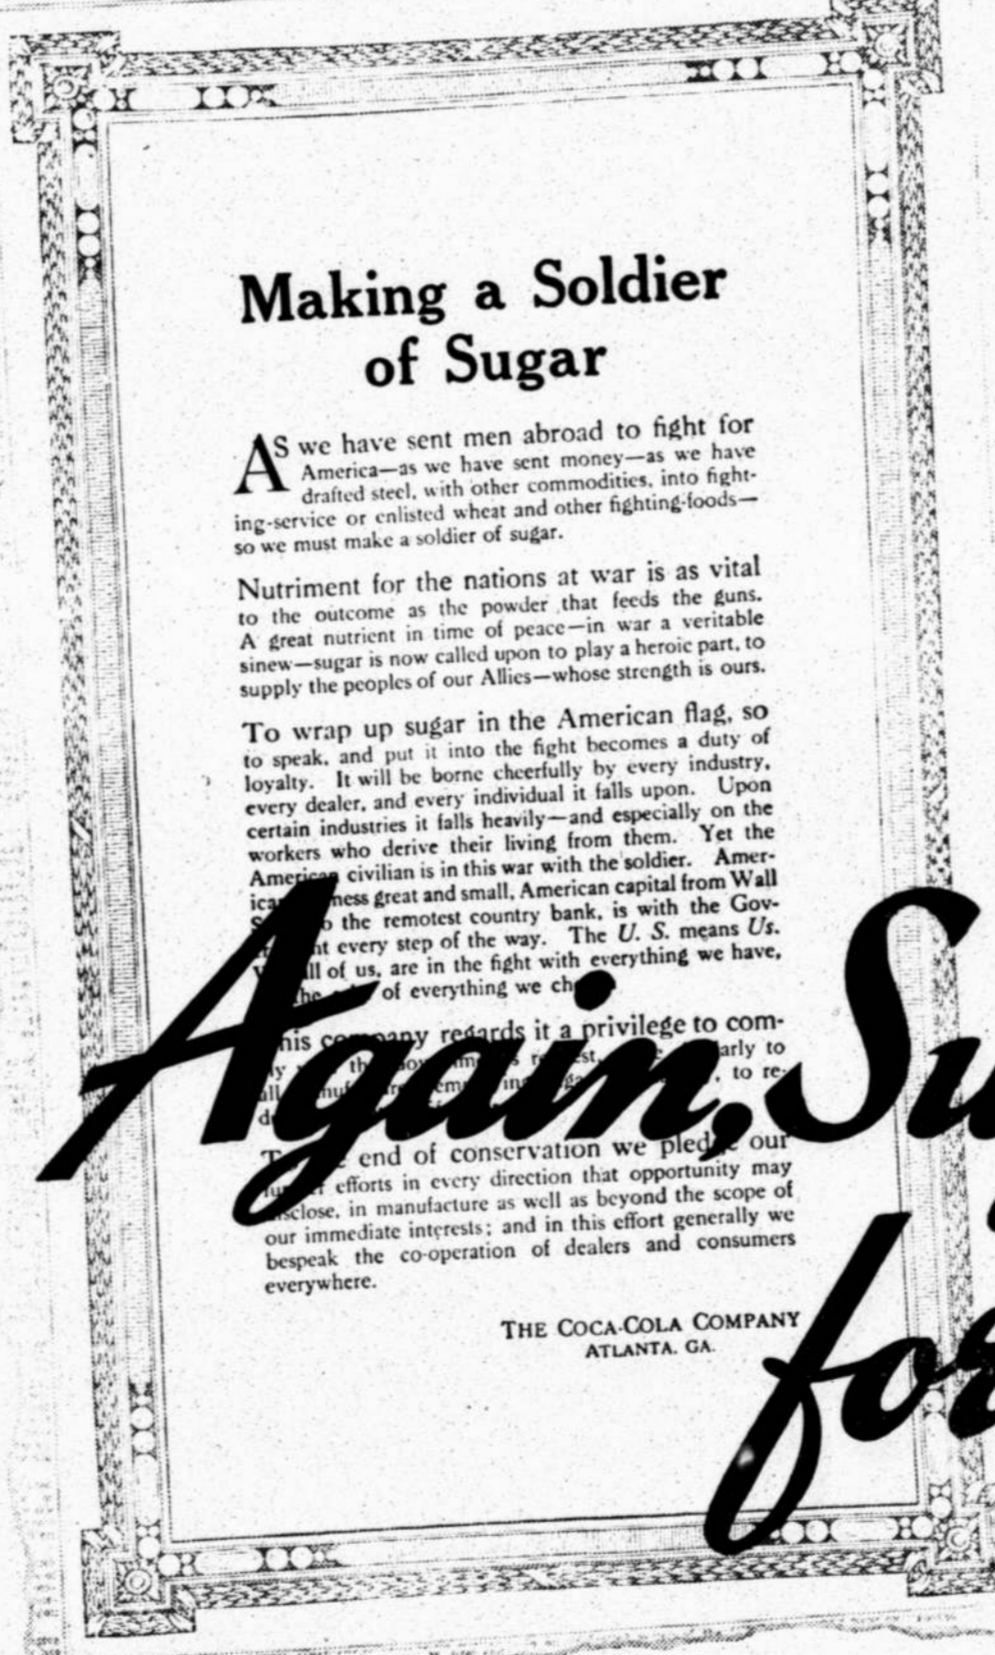 Making a Soldier
of Sugar
AS we have sent men abroad to fight for
America—as we have sent money—as we have
drafted steel, with other commodities, into fight-
ing-service or enlisted wheat and other fighting-foods—
so we must make a soldier of sugar.
Nutriment for the nations at war is as vital
to the outcome as the powder that feeds the guns.
A great nutrient in time of peace—in war a veritable
sinew—sugar is now called upon to play a heroic part, to
supply the peoples of our Allies—whose strength is ours.
To wrap up sugar in the American flag, so
to speak, and put it into the fight becomes a duty of
loyalty. It will be borne cheerfully by every industry,
every dealer, and every individual it falls upon. Upon
certain industries it falls heavily—and especially on the
workers who derive their living from them. Yet the
American civilian is in this war with the soldier. Amer-
great and small, American capital from Wall
the remotest country bank, is with the Gov-
every step of the way. The U. S. means Us.
of us, are in the fight with everything we have,
of everything we
company regards it a privilege to com-
to
to re-
end of conservation we pledge our
efforts in every direction that opportunity may
disclose, in manufacture as well as beyond the scope of
our immediate interests; and in this effort generally we
bespeak the co-operation of dealers and consumers
everywhere.
THE COCA-COLA COMPANY
ATLANTA, GA.
Again, Su
for